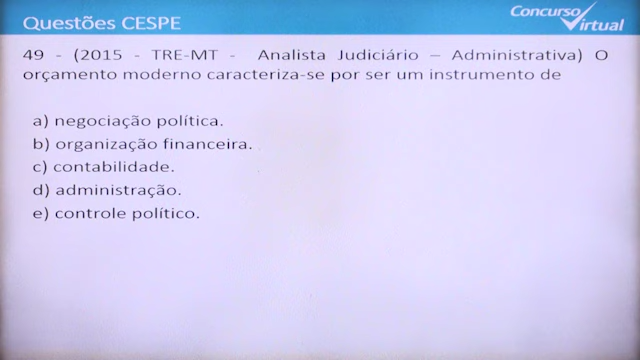 Questões CESPE
Concurso
Virtual
49 - (2015 - TRE-MT - Analista Judiciário – Administrativa) O
orçamento moderno caracteriza-se por ser um instrumento de
a) negociação política.
b) organização financeira.
c) contabilidade.
d) administração.
e) controle político.